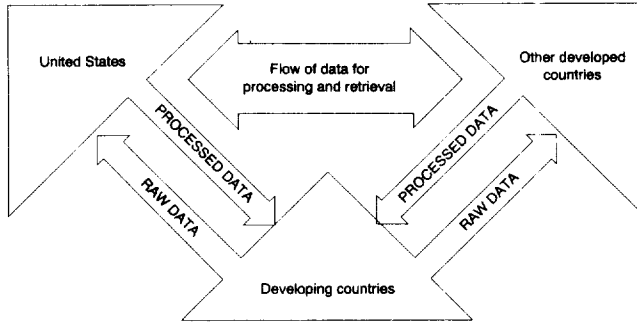 United States
Flow of data for
processing and retrieval
Other developed
countries
PROCESSED DATA
RAW DATA
PROCESSED DATA
RAW DATA
Developing countries